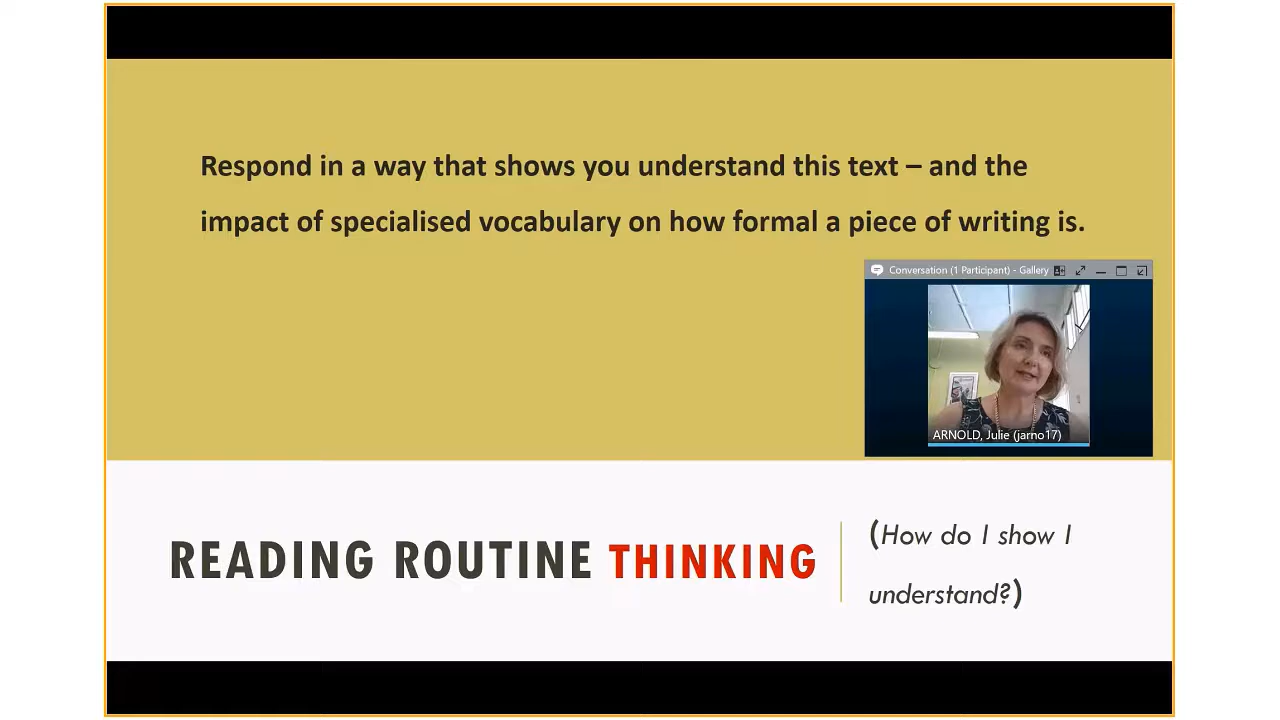 Respond in a way that shows you understand this text – and the
impact of specialised vocabulary on how formal a piece of writing is.
Conversation (1 Participant) - Gallery
ARNOLD, Julie (jarno17)
READING ROUTINE THINKING
(How do I show I
understand?)